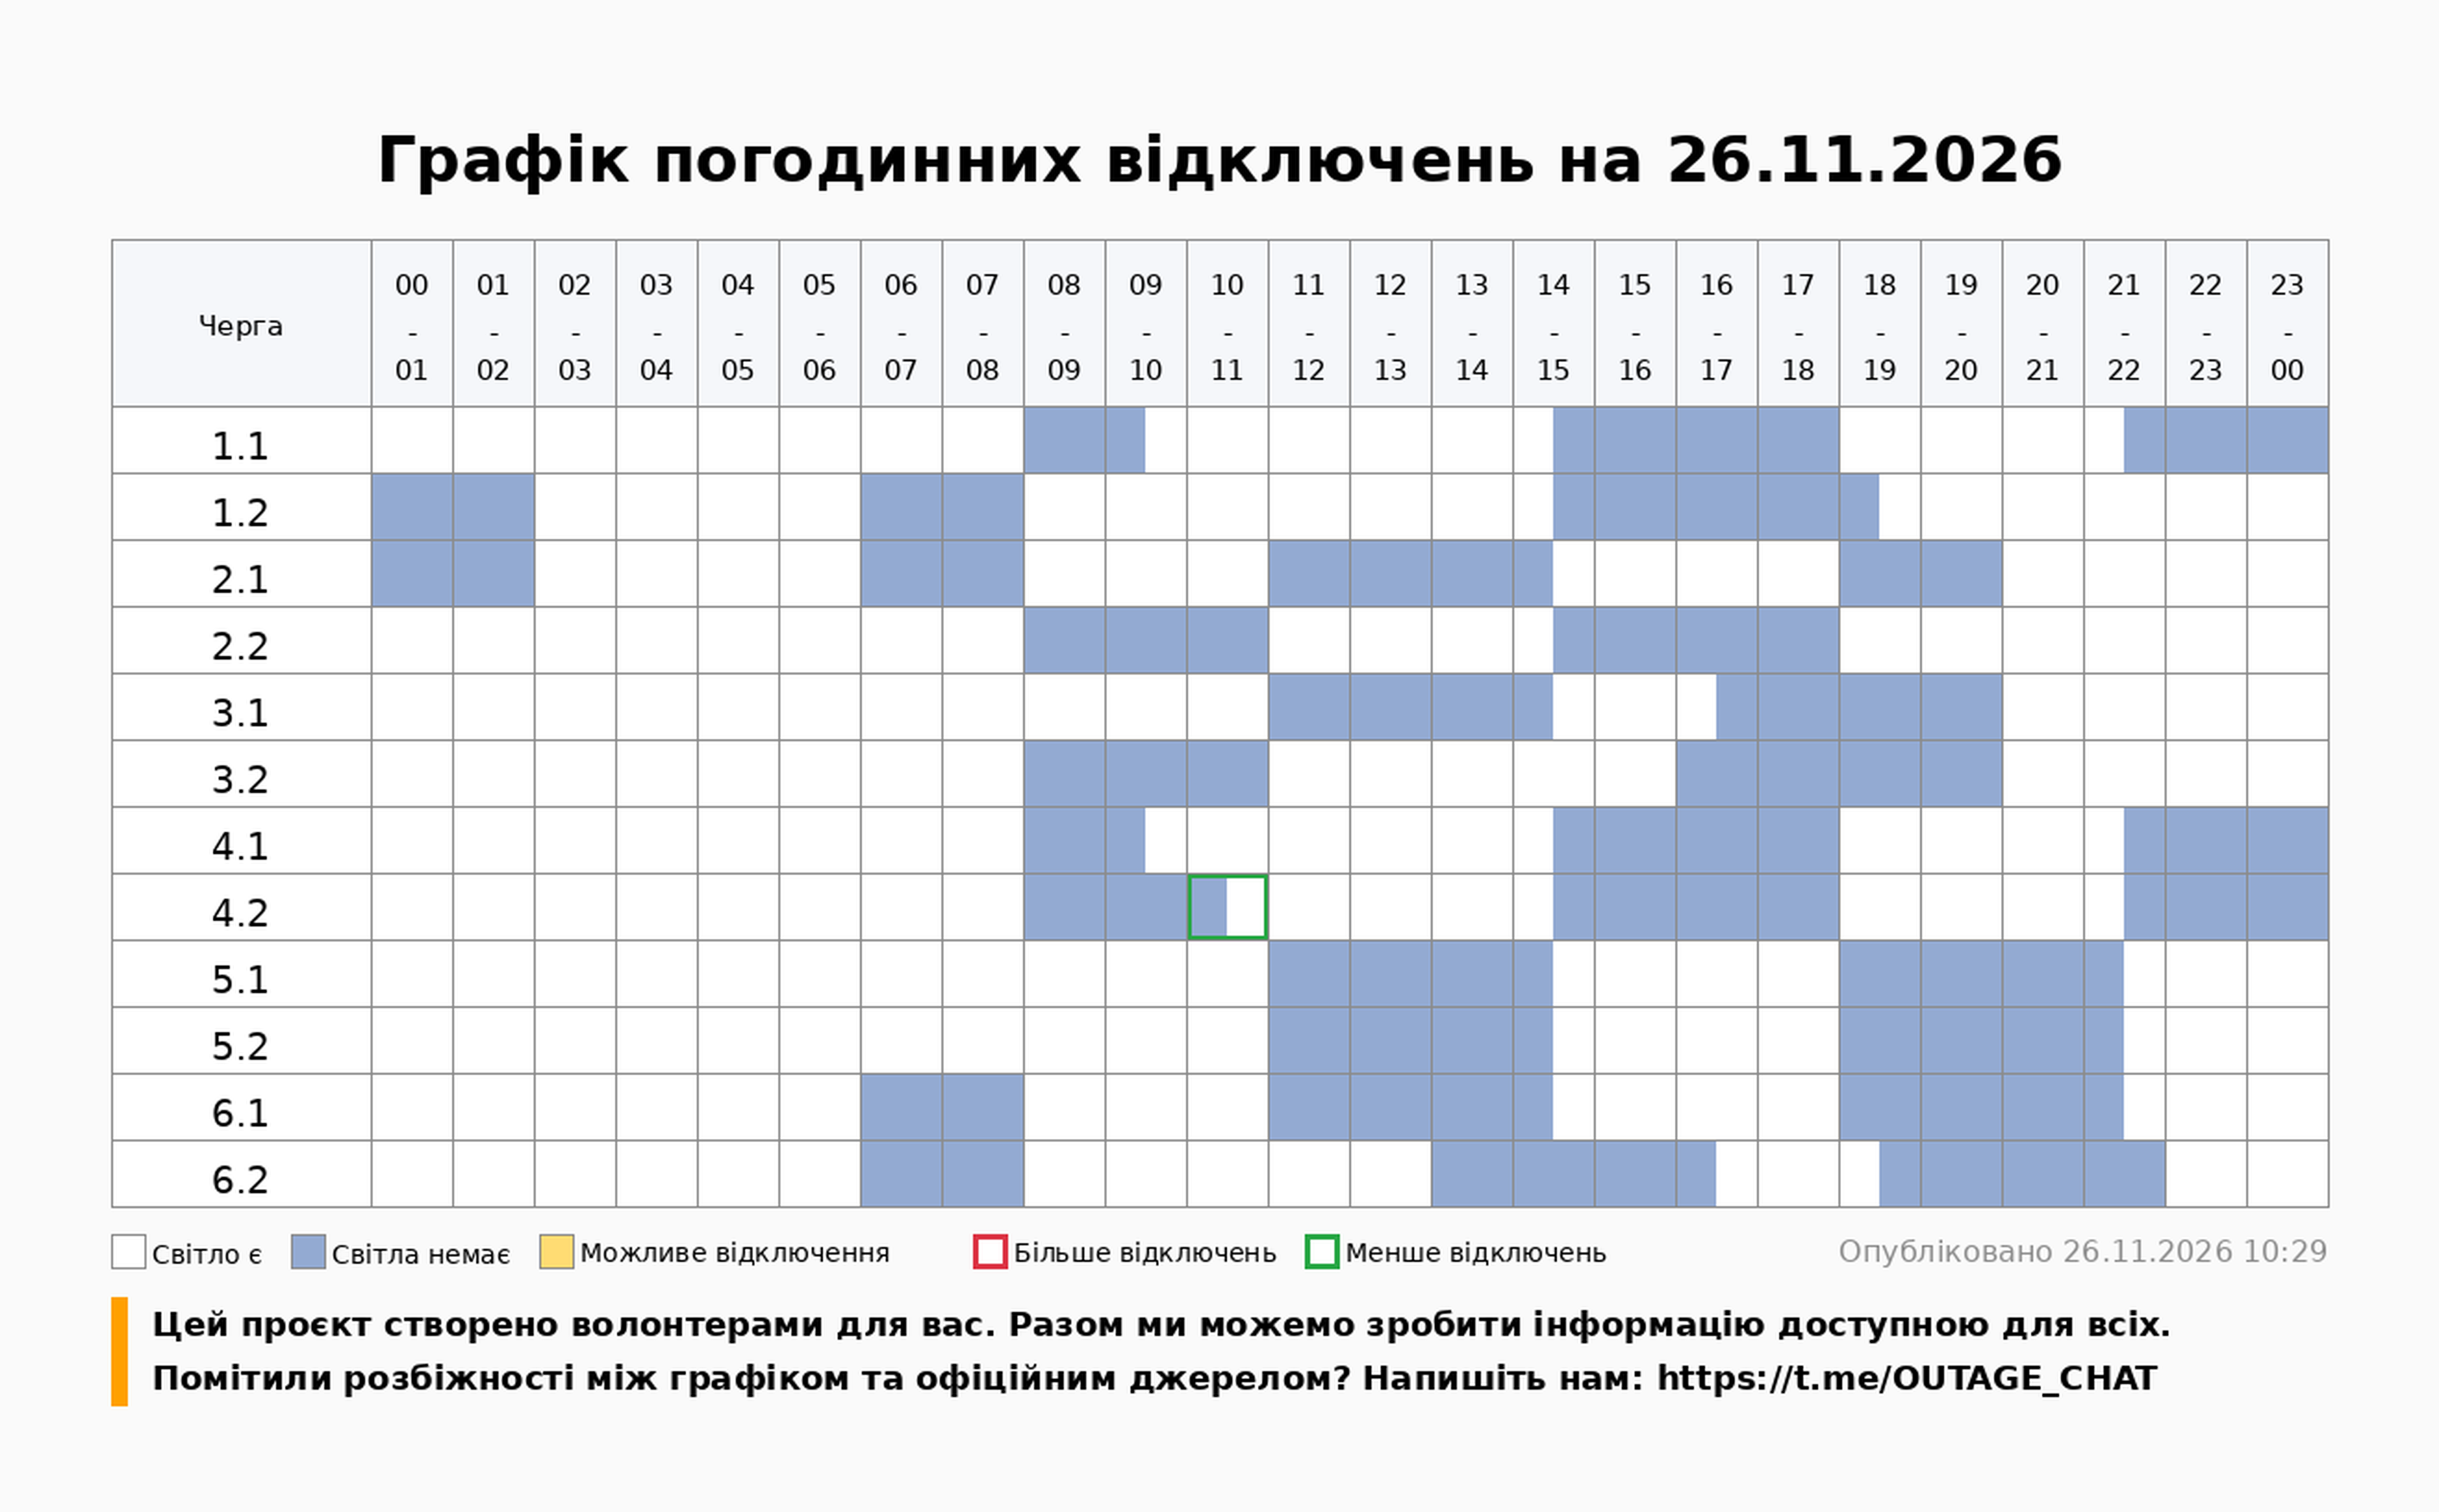 Графік погодинних відключень на 26.11.2026
Черга
00 - 01
01 - 02
02 - 03
03 - 04
04 - 05
05 - 06
06 - 07
07 - 08
08 - 09
09 - 10
10 - 11
11 - 12
12 - 13
13 - 14
14 - 15
15 - 16
16 - 17
17 - 18
18 - 19
19 - 20
20 - 21
21 - 22
22 - 23
23 - 00
1.1
1.2
2.1
2.2
3.1
3.2
4.1
4.2
5.1
5.2
6.1
6.2
Світло є
Світла немає
Можливе відключення
Більше відключень
Менше відключень
Опубліковано 26.11.2026 10:29
Цей проєкт створено волонтерами для вас. Разом ми можемо зробити інформацію доступною для всіх.
Помітили розбіжності між графіком та офіційним джерелом? Напишіть нам: https://t.me/OUTAGE_CHAT